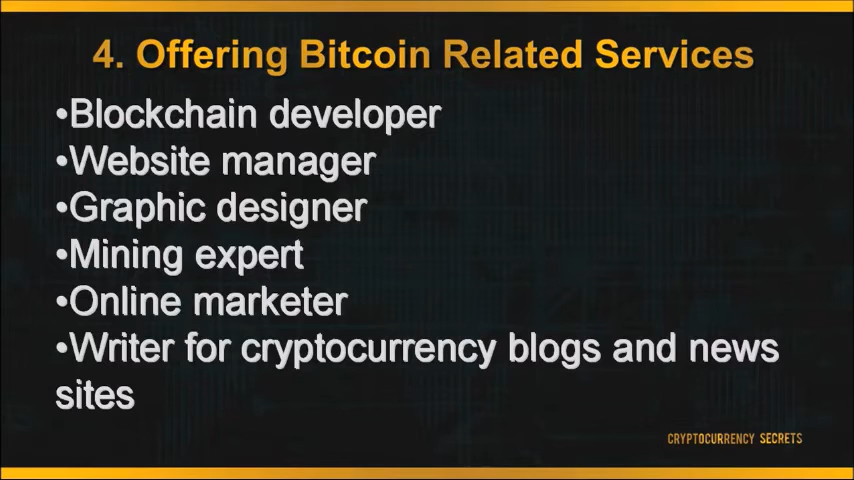 4. Offering Bitcoin Related Services
•Blockchain developer
•Website manager
•Graphic designer
•Mining expert
•Online marketer
•Writer for cryptocurrency blogs and news
sites
CRYPTOCURRENCY SECRETS